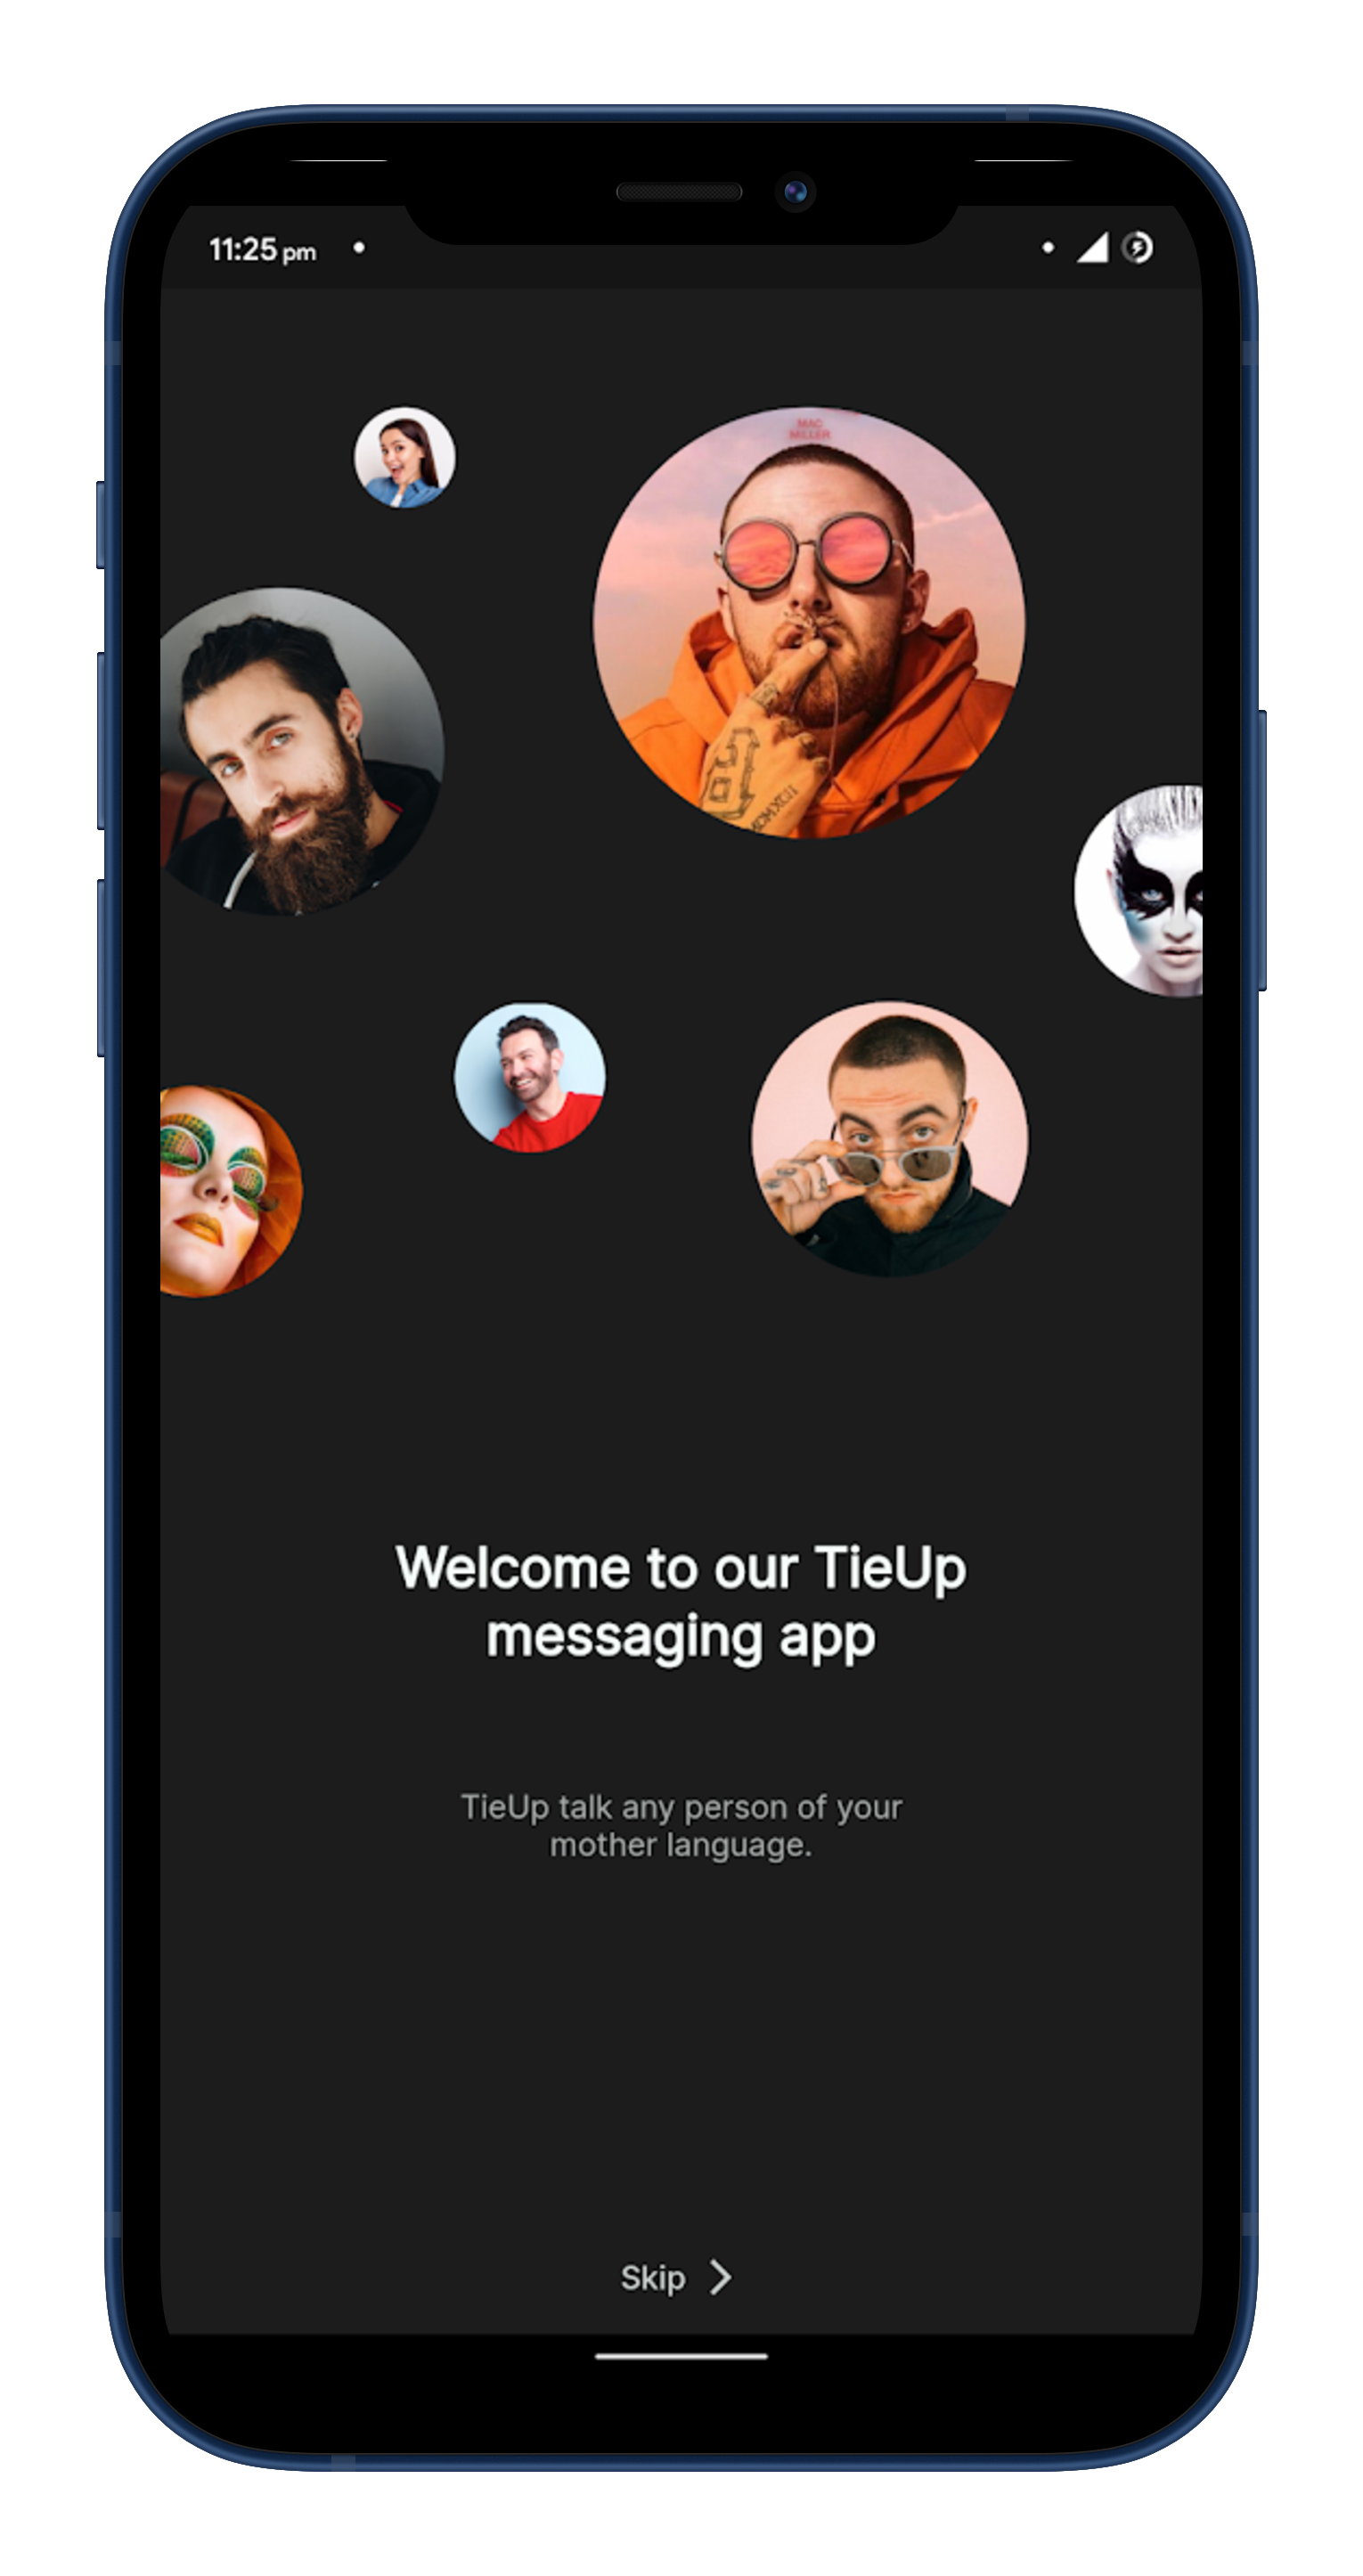 11:25 pm
MAC
MILLER
Welcome to our TieUp
messaging app
TieUp talk any person of your
mother language.
Skip